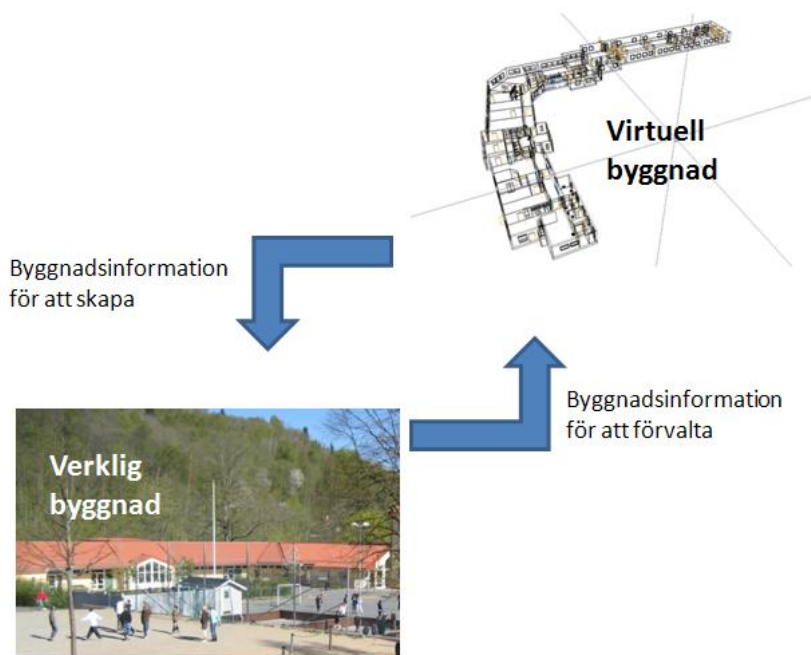 Virtuell
byggnad
Byggnadsinformation
för att skapa
Byggnadsinformation
för att förvalta
Verklig
byggnad